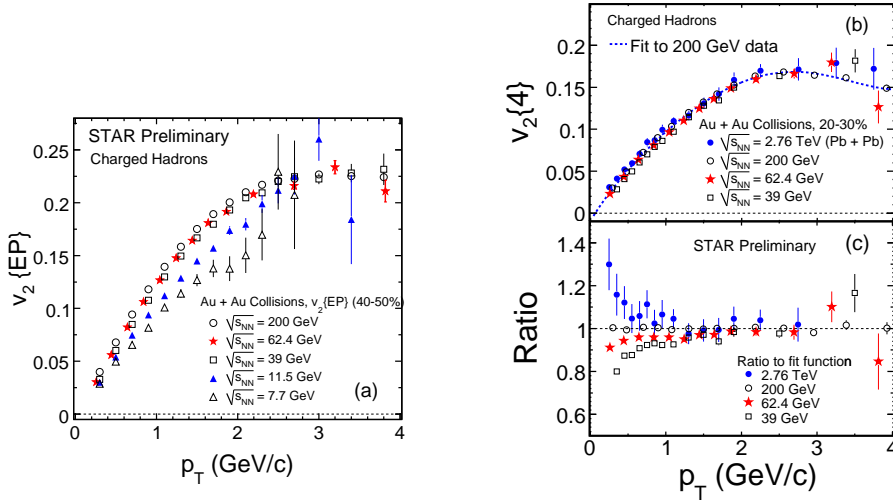 STAR Preliminary
Charged Hadrons
v₂ {EP}
0.25
0.2
0.15
0.1
0.05
0
Au + Au Collisions, v₂{EP} (40-50%)
√sNN = 200 GeV
√sNN = 62.4 GeV
√sNN = 39 GeV
√sNN = 11.5 GeV
√sNN = 7.7 GeV
(a)
0 1 2 3 4
p_T (GeV/c)
Charged Hadrons
(b)
Fit to 200 GeV data
v₂{4}
0.2
0.15
0.1
0.05
0
Au + Au Collisions, 20-30%
√sNN = 2.76 TeV (Pb + Pb)
√sNN = 200 GeV
√sNN = 62.4 GeV
√sNN = 39 GeV
STAR Preliminary
(c)
Ratio
1.4
1.2
1
0.8
0.6
Ratio to fit function
2.76 TeV
200 GeV
62.4 GeV
39 GeV
0 1 2 3 4
p_T (GeV/c)